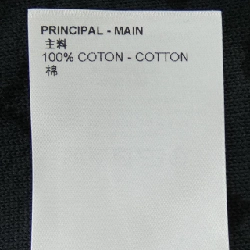 PRINCIPAL - MAIN
主料
100% COTON - COTTON
棉